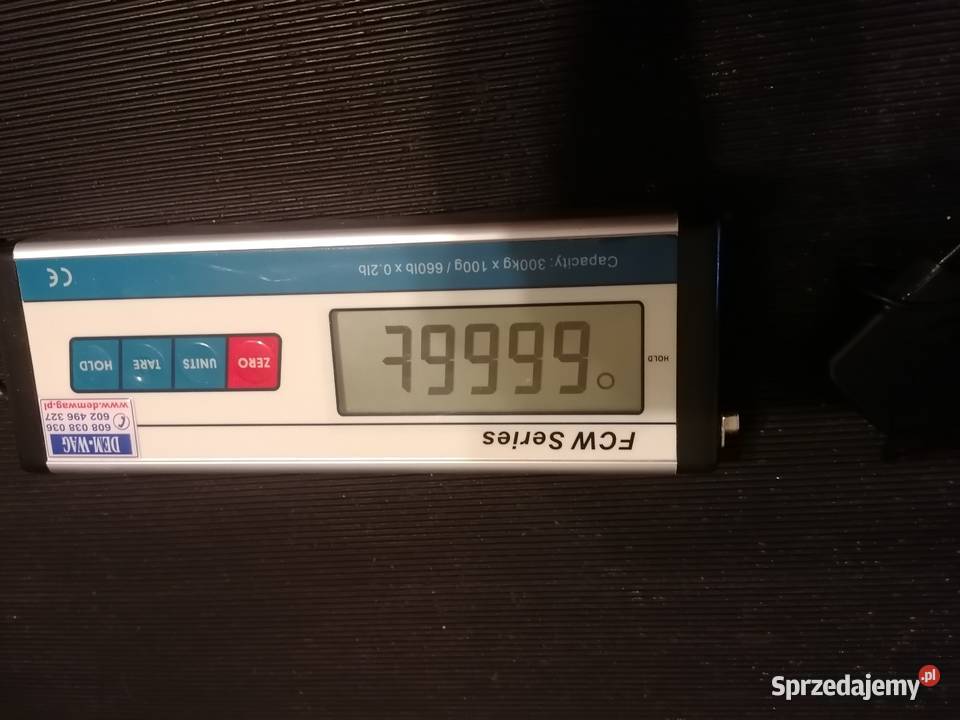 FCW Series
HOLD
ZERO UNITS TARE HOLD
DEM-WAG
608 038 036
602 496 327
www.demwag.pl
Capacity: 300kg x 100g / 660lb x 0.2lb
CE
Sprzedajemy.pl